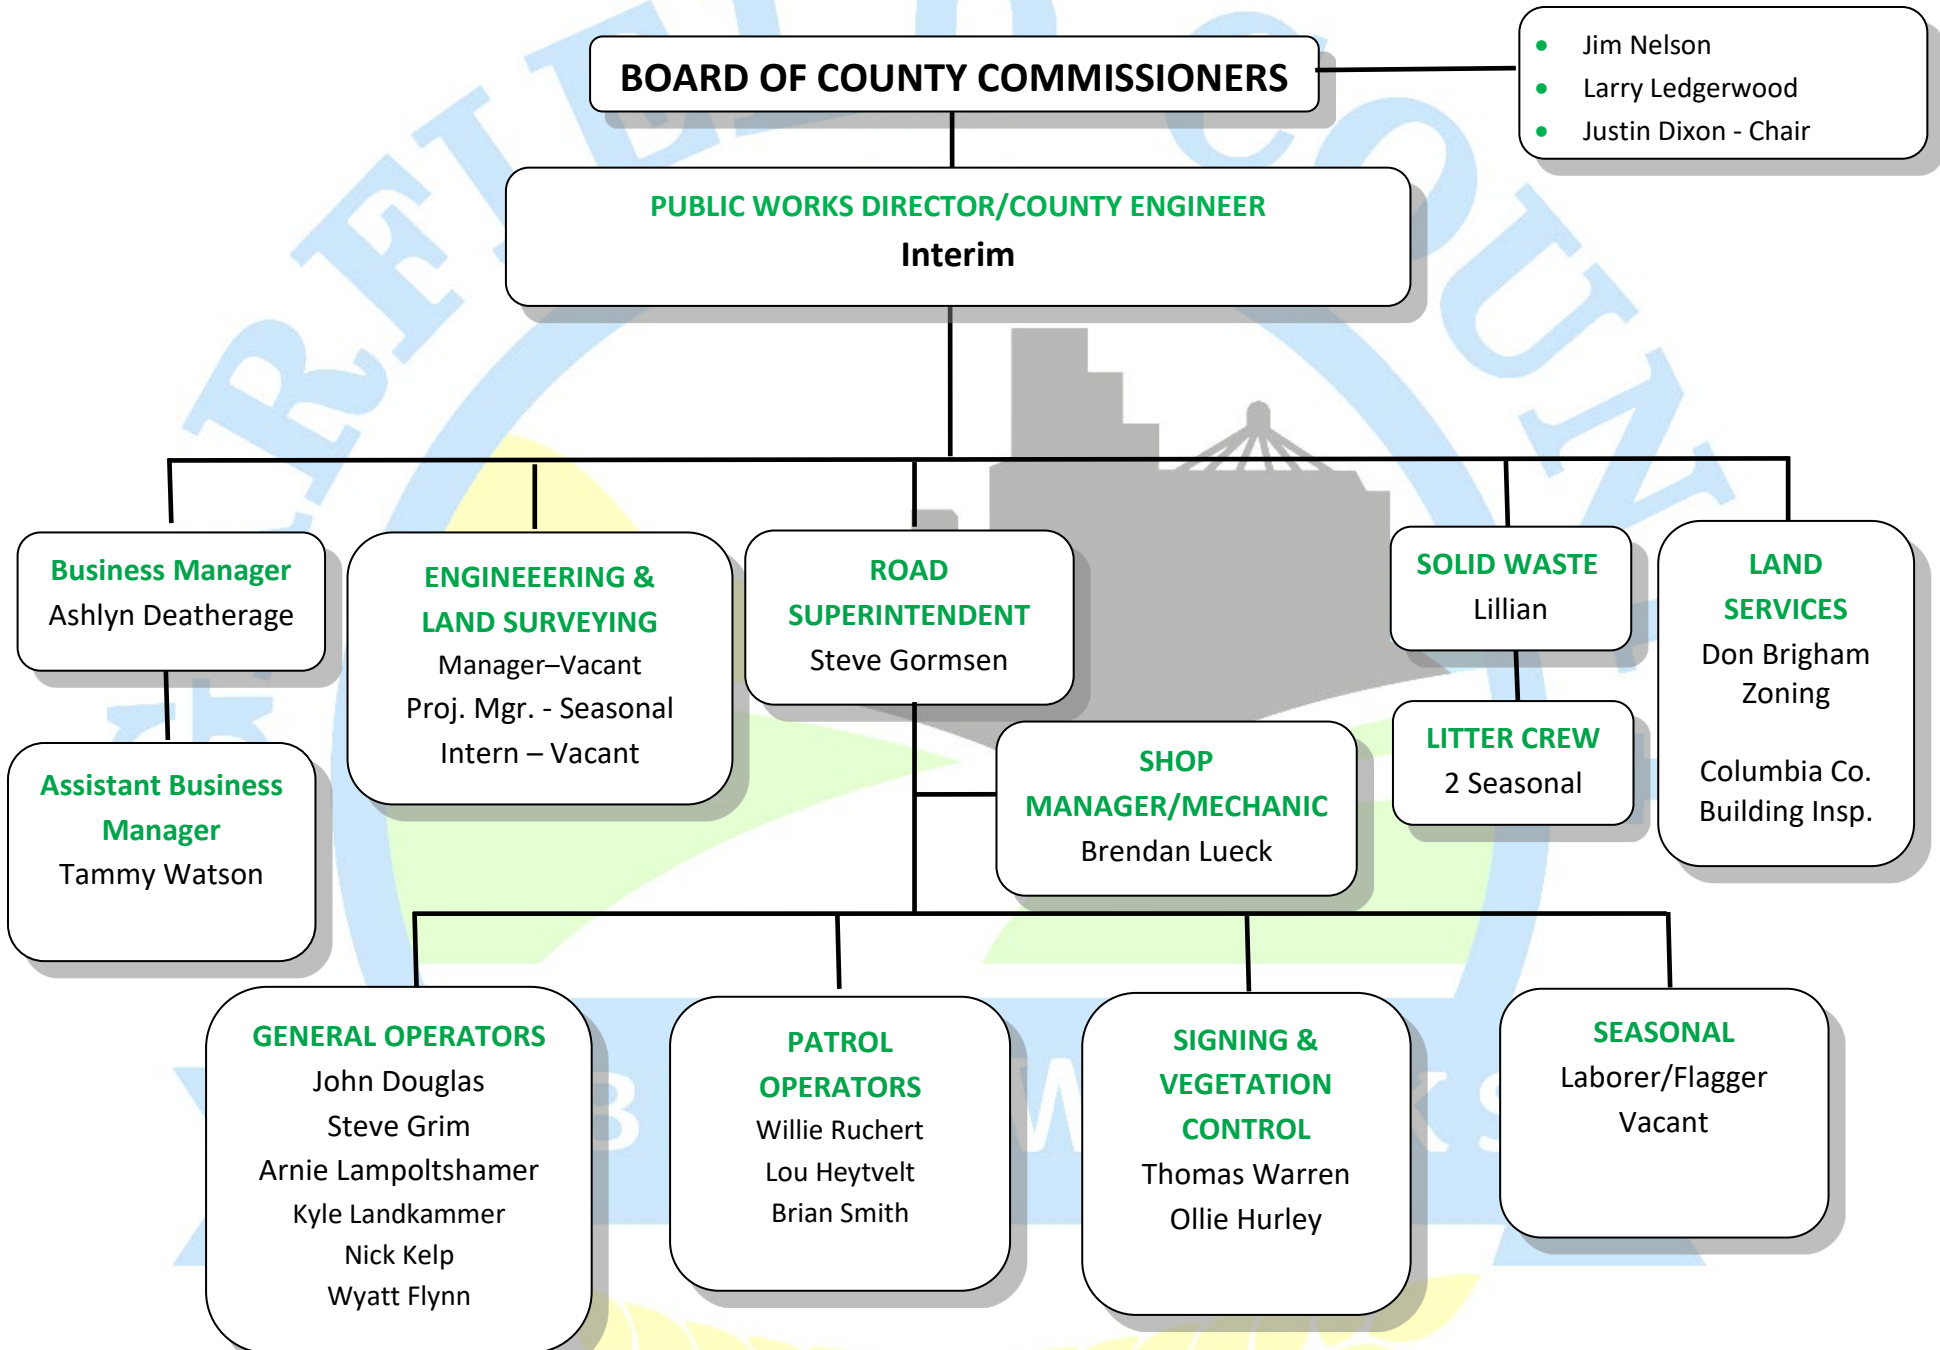 BOARD OF COUNTY COMMISSIONERS
• Jim Nelson
• Larry Ledgerwood
• Justin Dixon - Chair
PUBLIC WORKS DIRECTOR/COUNTY ENGINEER
Interim
Business Manager
Ashlyn Deatherage
Assistant Business
Manager
Tammy Watson
ENGINEEERING &
LAND SURVEYING
Manager–Vacant
Proj. Mgr. - Seasonal
Intern – Vacant
ROAD
SUPERINTENDENT
Steve Gormsen
SHOP
MANAGER/MECHANIC
Brendan Lueck
SOLID WASTE
Lillian
LITTER CREW
2 Seasonal
LAND
SERVICES
Don Brigham
Zoning
Columbia Co.
Building Insp.
GENERAL OPERATORS
John Douglas
Steve Grim
Arnie Lampoltshamer
Kyle Landkammer
Nick Kelp
Wyatt Flynn
PATROL
OPERATORS
Willie Ruchert
Lou Heytvelt
Brian Smith
SIGNING &
VEGETATION
CONTROL
Thomas Warren
Ollie Hurley
SEASONAL
Laborer/Flagger
Vacant